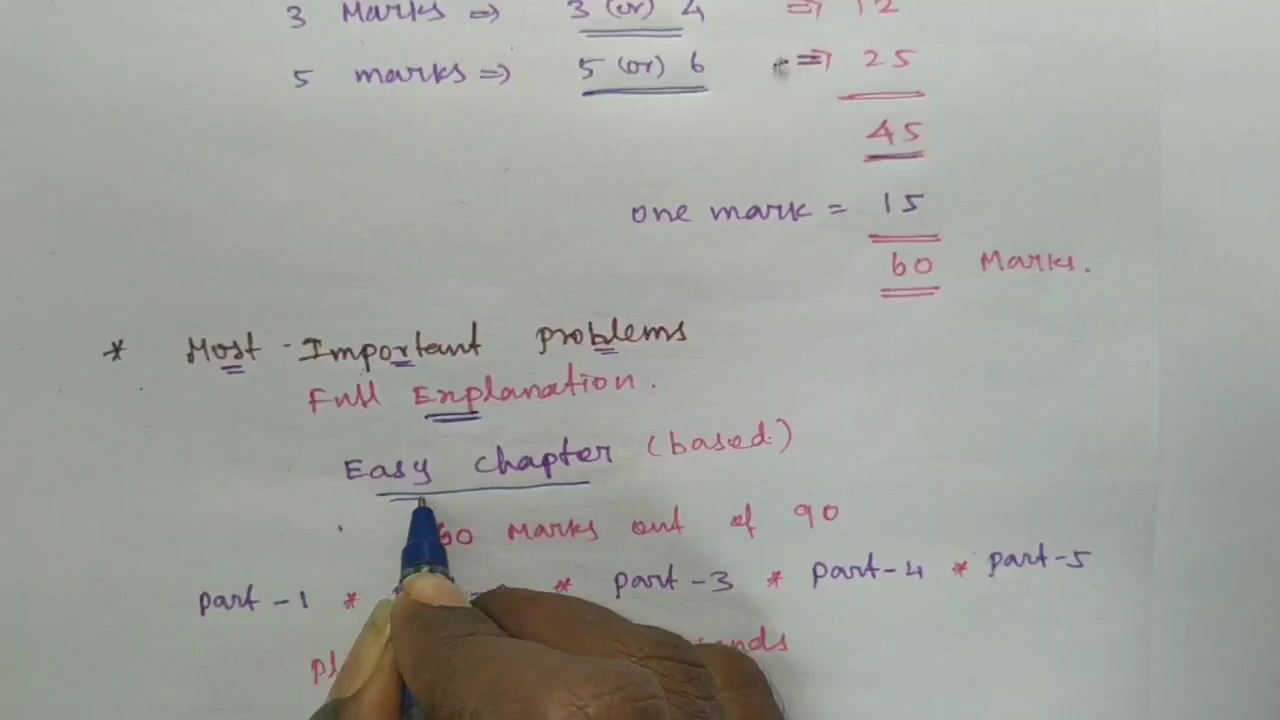 3 Marks ⇒ 3 (or) 4 ⇒ 12
5 marks ⇒ 5 (or) 6 ⇒ 25
45
one mark = 15
60 Marks.
* Most - Important problems
Full Explanation.
Easy chapter (based)
60 Marks out of 90
part -1 * * part -3 * part -4 * part -5